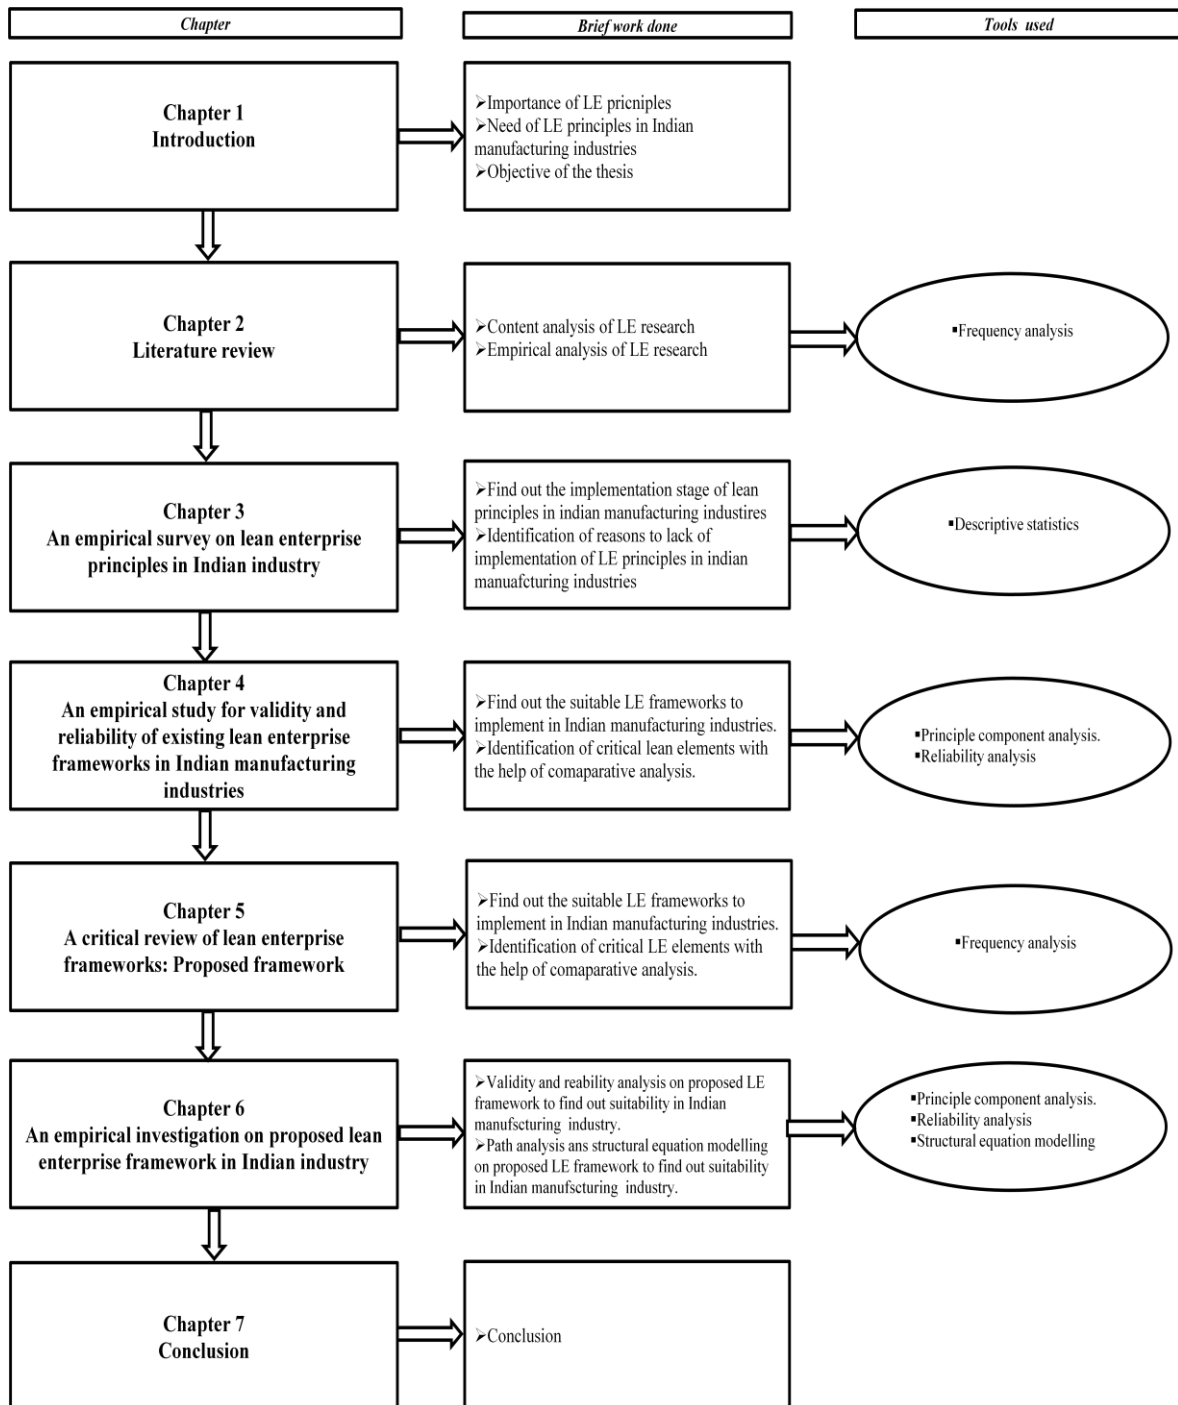 Chapter
Brief work done
Tools used
Chapter 1
Introduction
➢Importance of LE pricniples
➢Need of LE principles in Indian
manufacturing industries
➢Objective of the thesis
Chapter 2
Literature review
➢Content analysis of LE research
➢Empirical analysis of LE research
▪Frequency analysis
Chapter 3
An empirical survey on lean enterprise
principles in Indian industry
➢Find out the implementation stage of lean
principles in indian manufacturing industires
➢Identification of reasons to lack of
implementation of LE principles in indian
manuafcturing industries
▪Descriptive statistics
Chapter 4
An empirical study for validity and
reliability of existing lean enterprise
frameworks in Indian manufacturing
industries
➢Find out the suitable LE frameworks to
implement in Indian manufacturing industries.
➢Identification of critical lean elements with
the help of comaparative analysis.
▪Principle component analysis.
▪Reliability analysis
Chapter 5
A critical review of lean enterprise
frameworks: Proposed framework
➢Find out the suitable LE frameworks to
implement in Indian manufacturing industries.
➢Identification of critical LE elements with
the help of comaparative analysis.
▪Frequency analysis
Chapter 6
An empirical investigation on proposed lean
enterprise framework in Indian industry
➢Validity and reability analysis on proposed LE
framework to find out suitability in Indian
manufscturing industry.
➢Path analysis ans structural equation modelling
on proposed LE framework to find out suitability
in Indian manufscturing industry.
▪Principle component analysis.
▪Reliability analysis
▪Structural equation modelling
Chapter 7
Conclusion
➢Conclusion